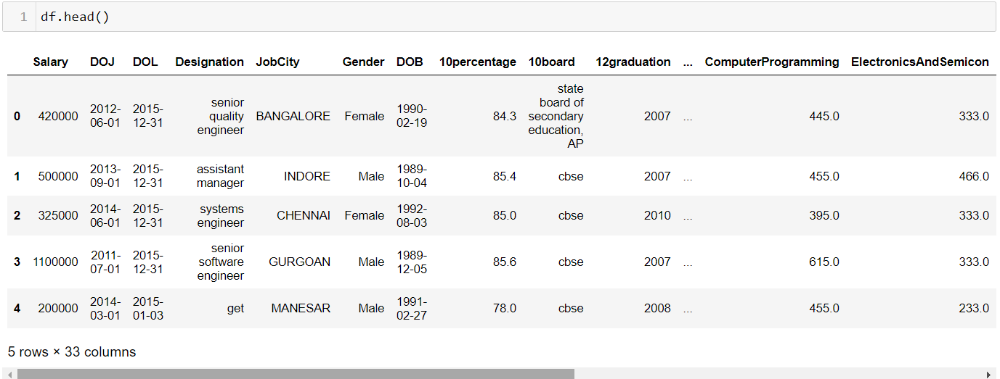 1 df.head()
Salary DOJ DOL Designation JobCity Gender DOB 10percentage 10board 12graduation ... ComputerProgramming ElectronicsAndSemicon
0 420000 2012-06-01 2015-12-31 senior quality engineer BANGALORE Female 1990-02-19 84.3 state board of secondary education, AP 2007 ... 445.0 333.0
1 500000 2013-09-01 2015-12-31 assistant manager INDORE Male 1989-10-04 85.4 cbse 2007 ... 455.0 466.0
2 325000 2014-06-01 2015-12-31 systems engineer CHENNAI Female 1992-08-03 85.0 cbse 2010 ... 395.0 333.0
3 1100000 2011-07-01 2015-12-31 senior software engineer GURGOAN Male 1989-12-05 85.6 cbse 2007 ... 615.0 333.0
4 200000 2014-03-01 2015-01-03 get MANESAR Male 1991-02-27 78.0 cbse 2008 ... 455.0 233.0
5 rows × 33 columns